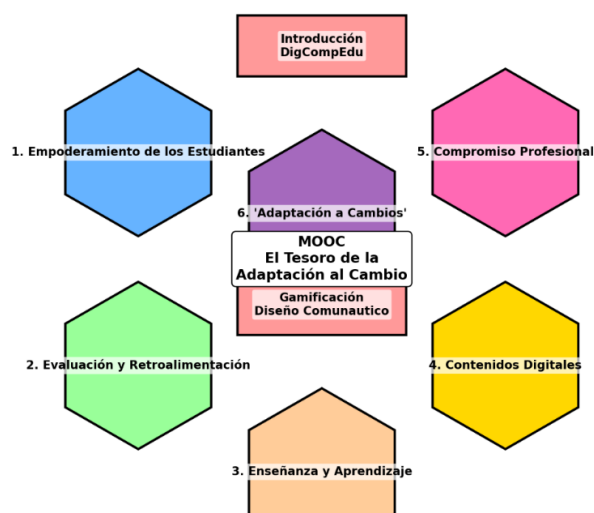 Introducción
DigCompEdu
1. Empoderamiento de los Estudiantes
5. Compromiso Profesional
6. 'Adaptación a Cambios'
MOOC
El Tesoro de la
Adaptación al Cambio
Gamificación
Diseño Comunautico
2. Evaluación y Retroalimentación
4. Contenidos Digitales
3. Enseñanza y Aprendizaje